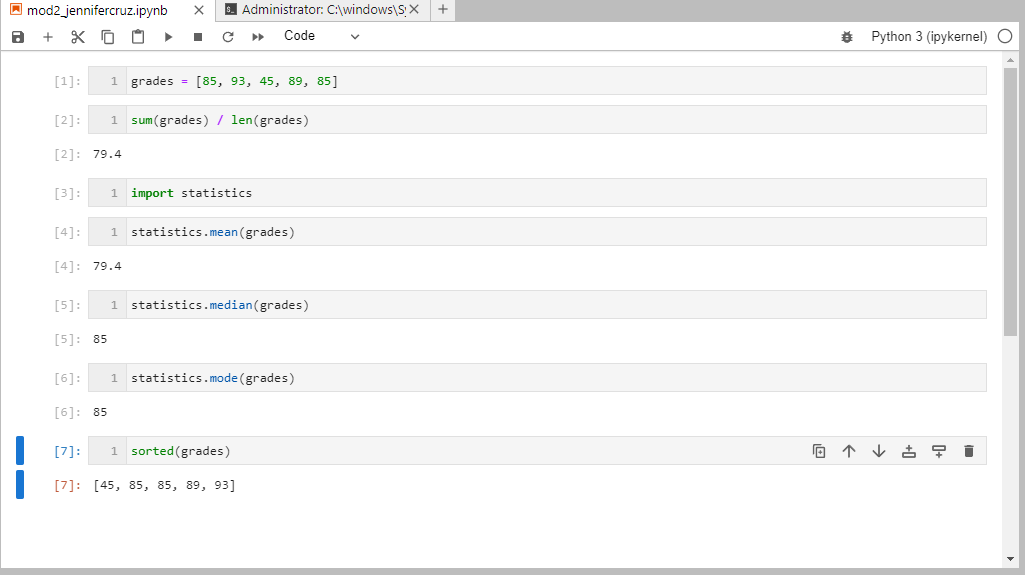 mod2_jennifercruz.ipynb
Administrator: C:\windows\Sy
Code
Python 3 (ipykernel)
[1]: 1 grades = [85, 93, 45, 89, 85]
[2]: 1 sum(grades) / len(grades)
[2]: 79.4
[3]: 1 import statistics
[4]: 1 statistics.mean(grades)
[4]: 79.4
[5]: 1 statistics.median(grades)
[5]: 85
[6]: 1 statistics.mode(grades)
[6]: 85
[7]: 1 sorted(grades)
[7]: [45, 85, 85, 89, 93]